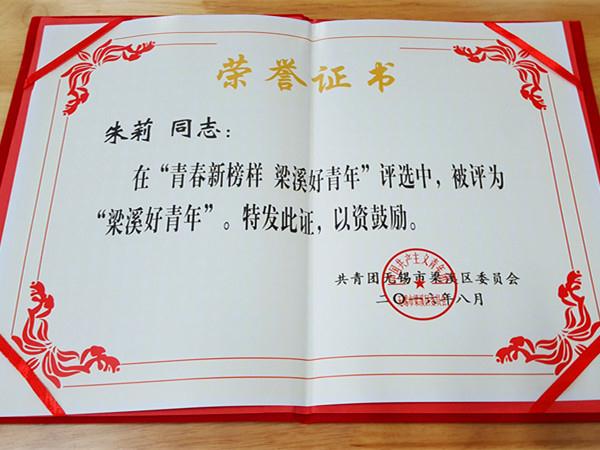 荣誉证书
朱莉 同志：
在“青春新榜样 梁溪好青年”评选中，被评为
“梁溪好青年”。特发此证，以资鼓励。
共青团无锡市梁溪区委员会
二〇一六年八月